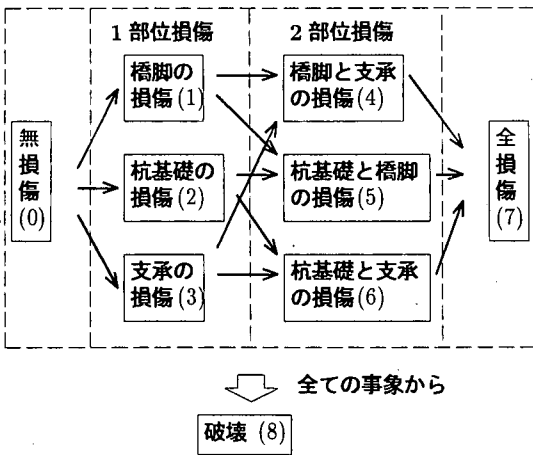 1 部位損傷
2 部位損傷
無
損
傷
(0)
橋脚の
損傷(1)
杭基礎の
損傷(2)
支承の
損傷(3)
橋脚と支承
の損傷(4)
杭基礎と橋脚
の損傷(5)
杭基礎と支承
の損傷(6)
全
損
傷
(7)
全ての事象から
破壊 (8)